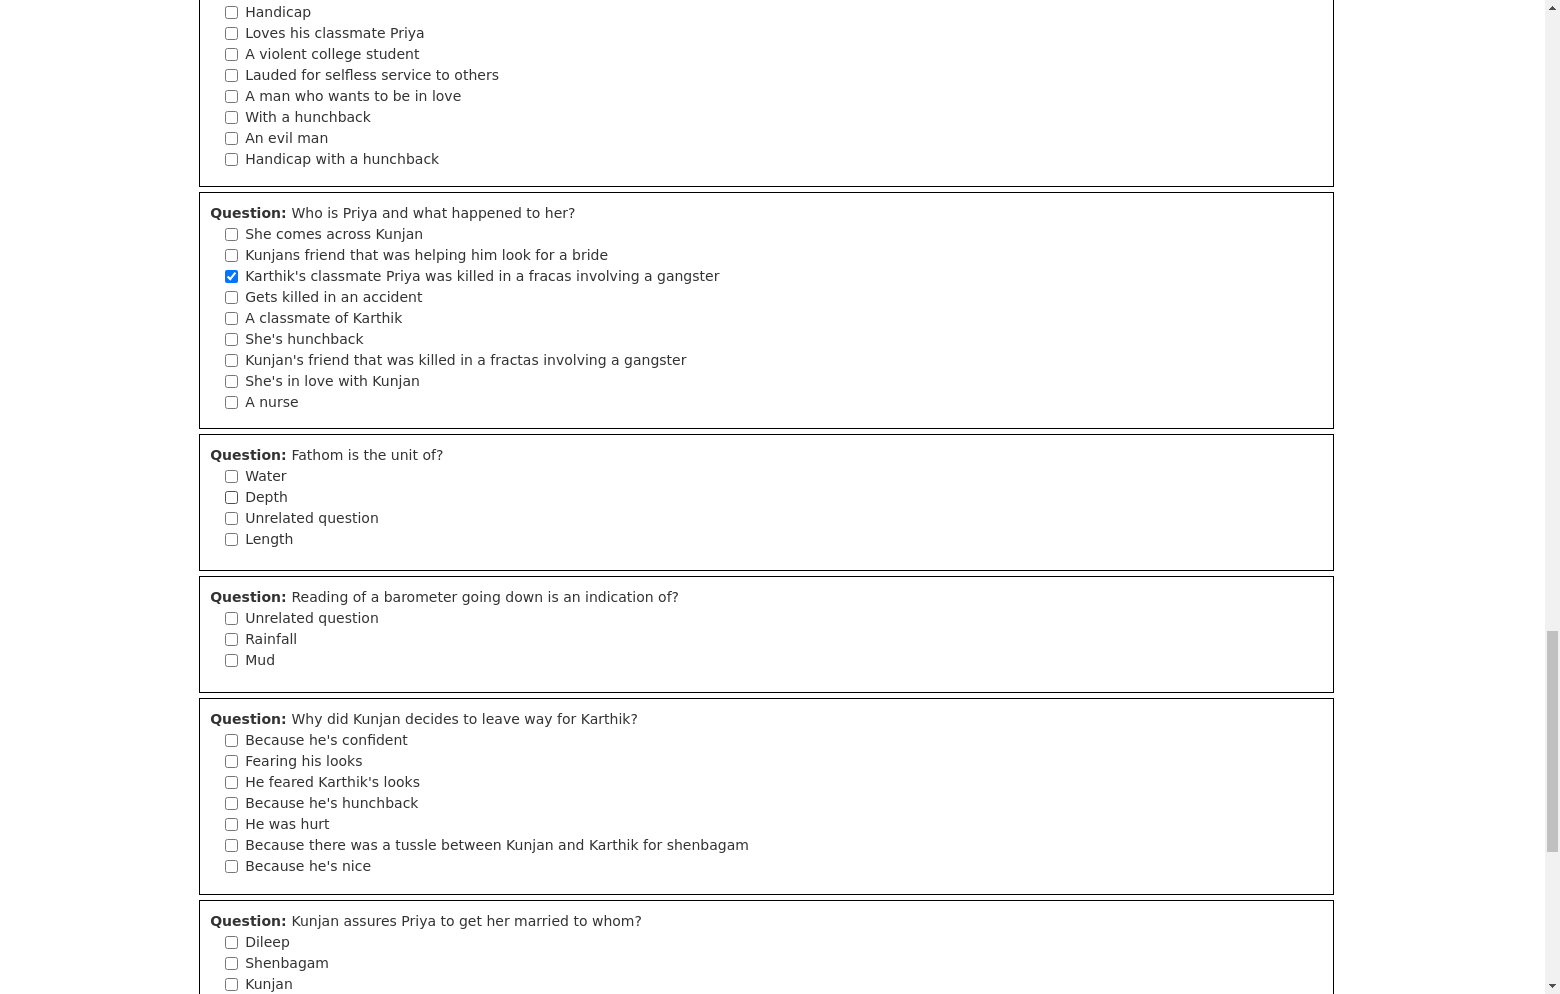 Handicap
Loves his classmate Priya
A violent college student
Lauded for selfless service to others
A man who wants to be in love
With a hunchback
An evil man
Handicap with a hunchback
Question: Who is Priya and what happened to her?
She comes across Kunjan
Kunjans friend that was helping him look for a bride
Karthik's classmate Priya was killed in a fracas involving a gangster
Gets killed in an accident
A classmate of Karthik
She's hunchback
Kunjan's friend that was killed in a fractas involving a gangster
She's in love with Kunjan
A nurse
Question: Fathom is the unit of?
Water
Depth
Unrelated question
Length
Question: Reading of a barometer going down is an indication of?
Unrelated question
Rainfall
Mud
Question: Why did Kunjan decides to leave way for Karthik?
Because he's confident
Fearing his looks
He feared Karthik's looks
Because he's hunchback
He was hurt
Because there was a tussle between Kunjan and Karthik for shenbagam
Because he's nice
Question: Kunjan assures Priya to get her married to whom?
Dileep
Shenbagam
Kunjan